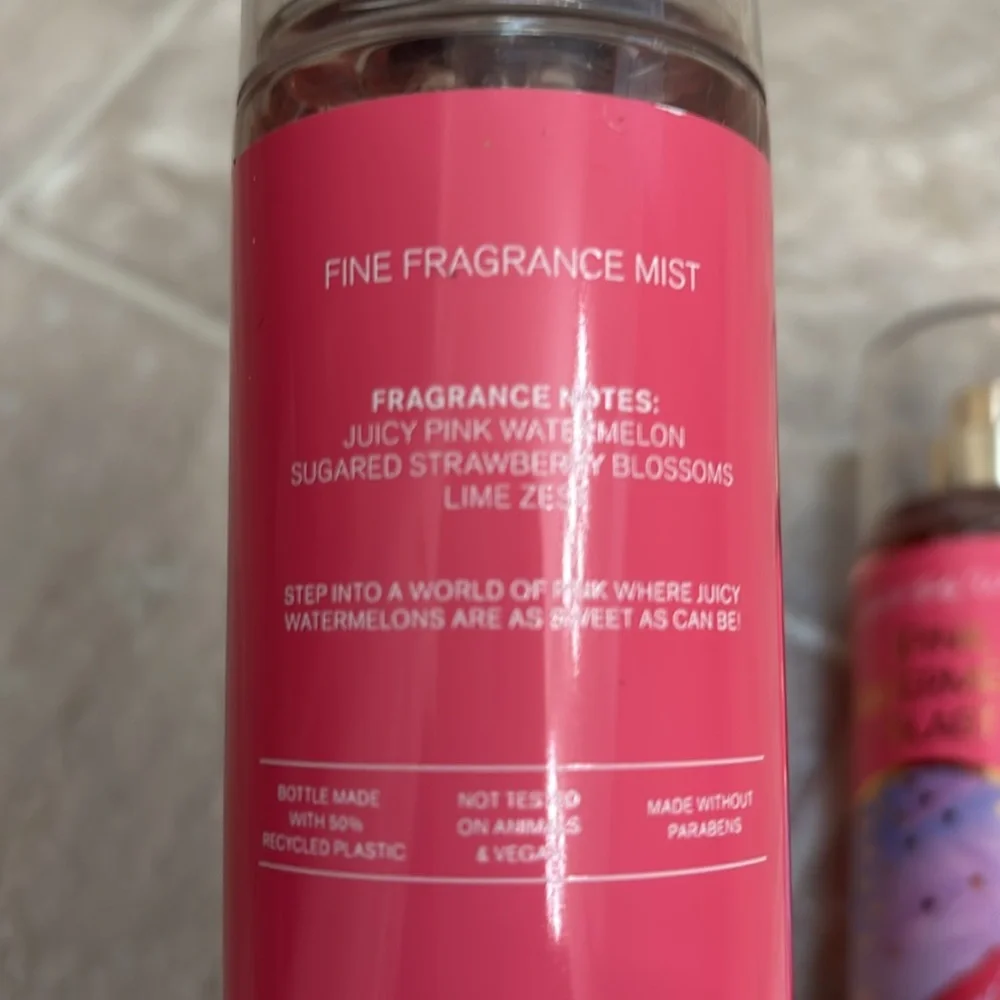 FINE FRAGRANCE MIST
FRAGRANCE NOTES:
JUICY PINK WATERMELON
SUGARED STRAWBERRY BLOSSOMS
LIME ZEST
STEP INTO A WORLD OF PINK WHERE JUICY
WATERMELONS ARE AS SWEET AS CAN BE!
BOTTLE MADE
WITH 50%
RECYCLED PLASTIC
NOT TESTED
ON ANIMALS
& VEGAN
MADE WITHOUT
PARABENS